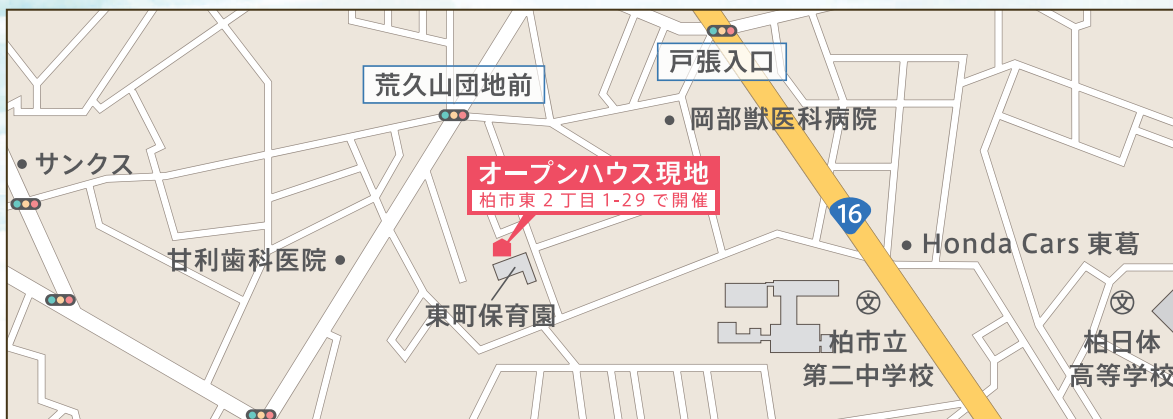 戸張入口
荒久山団地前
岡部獣医科病院
サンクス
オープンハウス現地
柏市東2丁目1-29で開催
16
Honda Cars 東葛
甘利歯科医院
東町保育園
文
文
柏市立
第二中学校
柏日体
高等学校